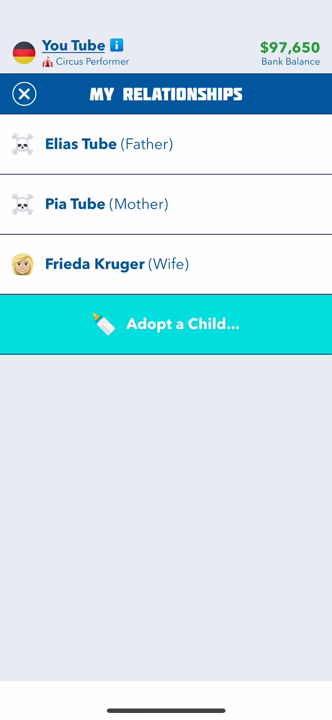 You Tube
$97,650
Circus Performer
Bank Balance
MY RELATIONSHIPS
Elias Tube (Father)
Pia Tube (Mother)
Frieda Kruger (Wife)
Adopt a Child...